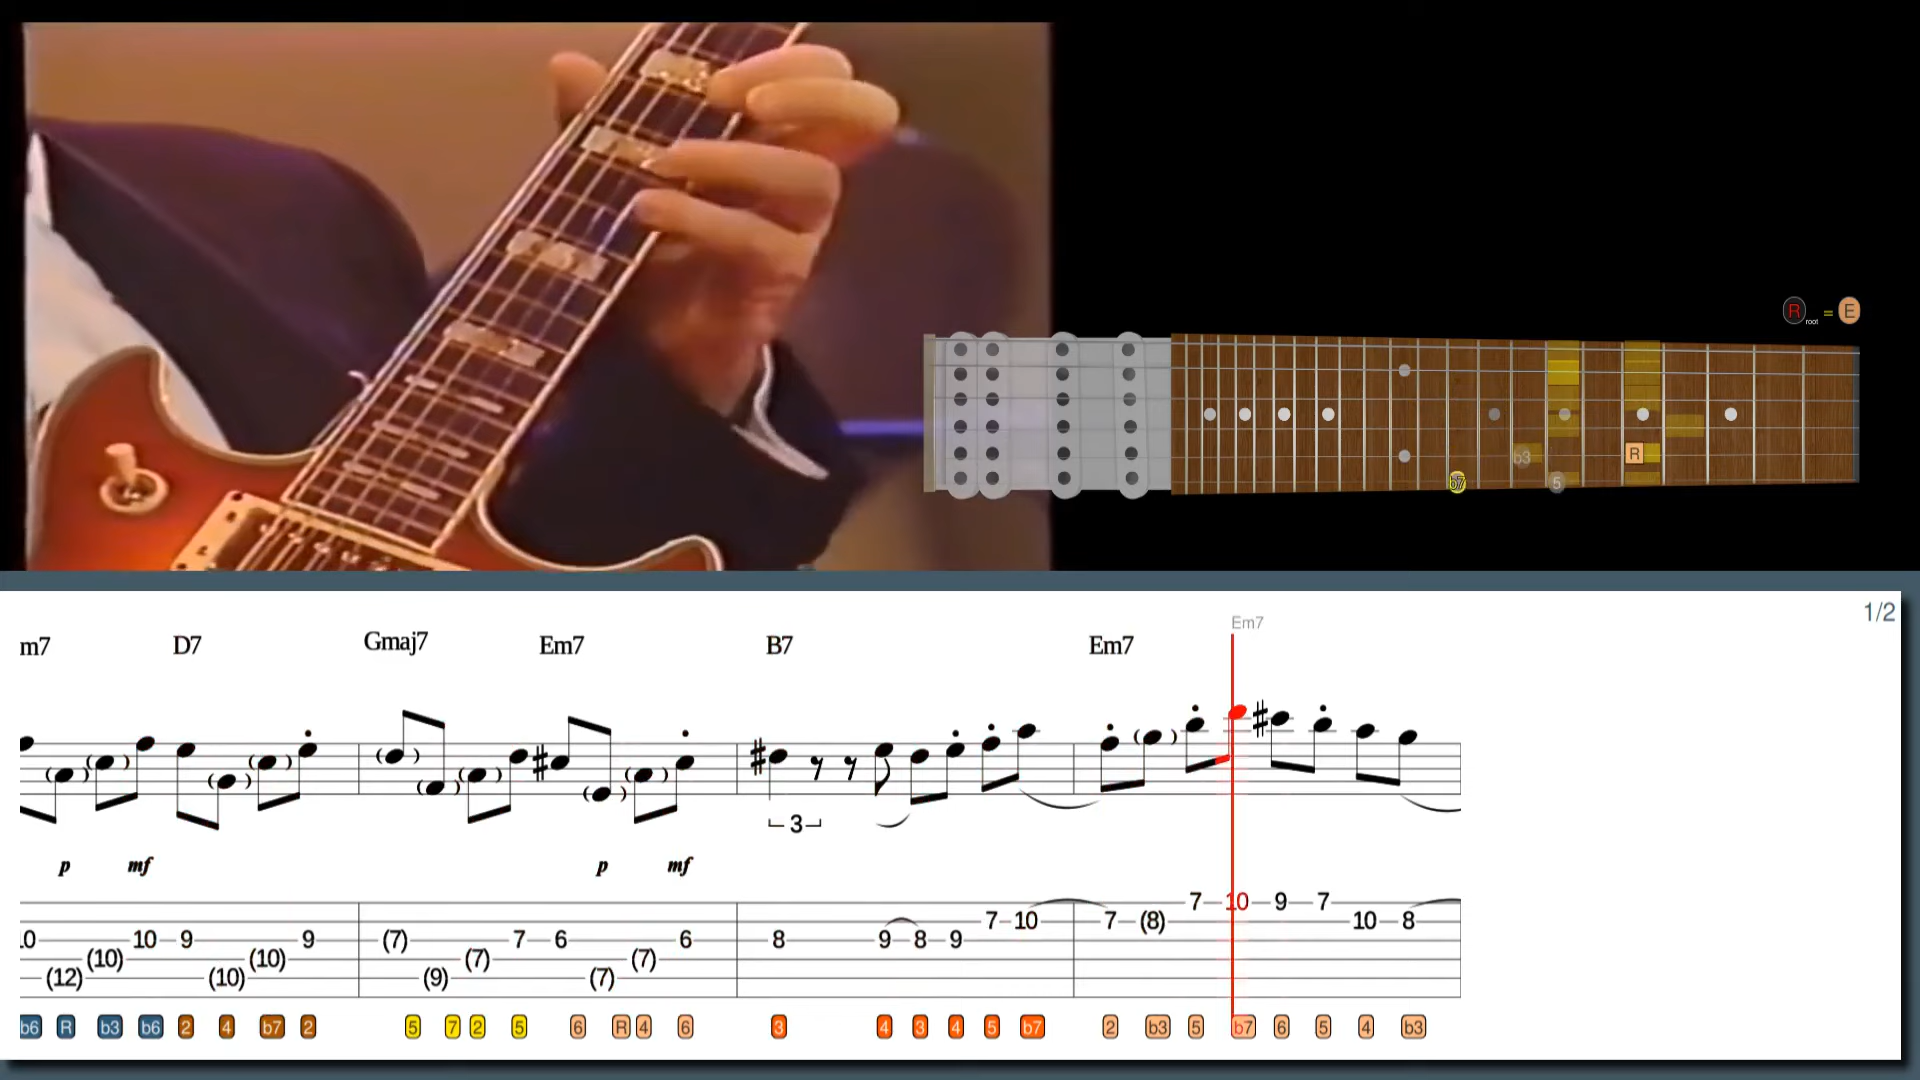 R root = E
b3
R
b7
5
1/2
Em7
m7 D7 Gmaj7 Em7 B7 Em7
3
p mf p mf
10 9 7
7 10 7 (8) 10 8
10 9 9 (7) 7 6 6 8 9 8 9
(10) (10) (7) (7)
(12) (10) (9) (7)
b6 R b3 b6 2 4 b7 2 5 7 2 5 6 R 4 6 3 4 3 4 5 b7 2 b3 5 b7 6 5 4 b3